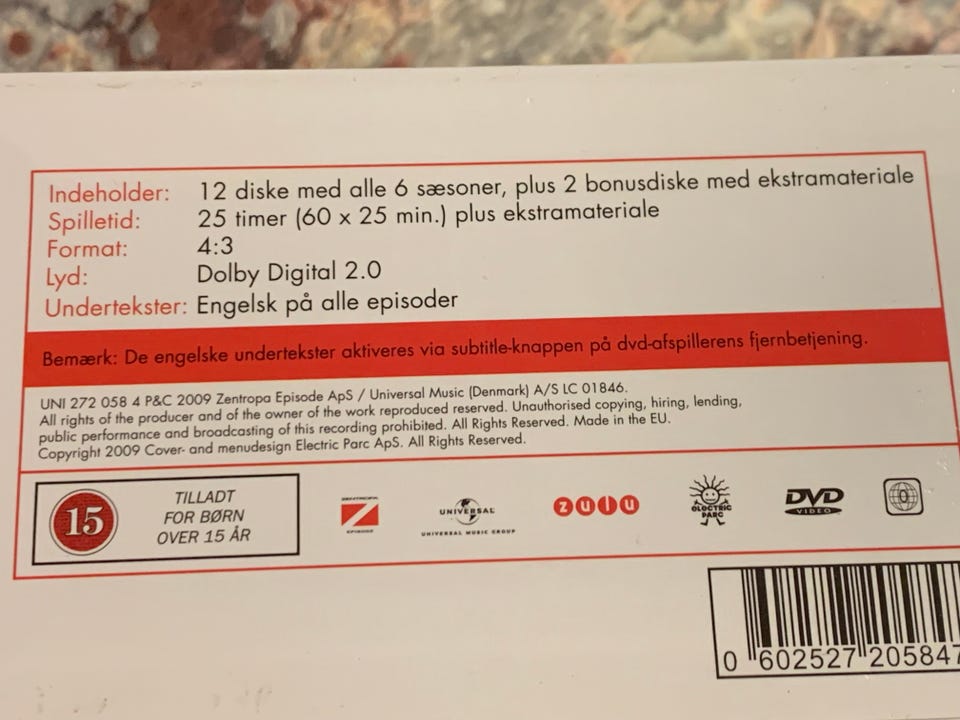 Indeholder: 12 diske med alle 6 sæsoner, plus 2 bonusdiske med ekstramateriale
Spilletid: 25 timer (60 x 25 min.) plus ekstramateriale
Format: 4:3
Lyd: Dolby Digital 2.0
Undertekster: Engelsk på alle episoder
Bemærk: De engelske undertekster aktiveres via subtitle-knappen på dvd-afspillerens fjernbetjening.
UNI 272 058 4 P&C 2009 Zentropa Episode ApS / Universal Music (Denmark) A/S LC 01846.
All rights of the producer and of the owner of the work reproduced reserved. Unauthorised copying, hiring, lending,
public performance and broadcasting of this recording prohibited. All Rights Reserved. Made in the EU.
Copyright 2009 Cover- and menudesign Electric Parc ApS. All Rights Reserved.
15
TILLADT
FOR BØRN
OVER 15 ÅR
ZENTROPA
EPISODE
UNIVERSAL
UNIVERSAL MUSIC GROUP
zulu
ELECTRIC
PARC
DVD
VIDEO
0
0 602527 205847